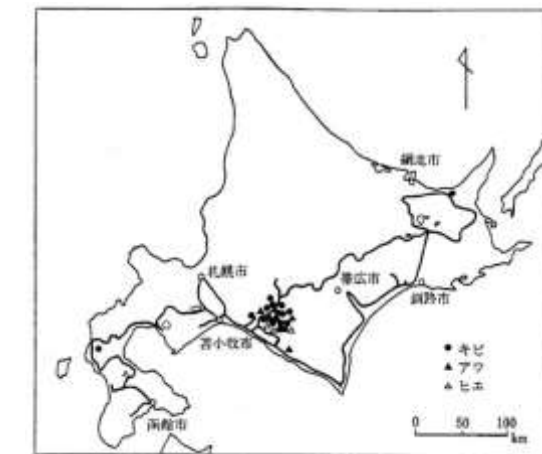 網走市
札幌市
帯広市
釧路市
苫小牧市
函館市
● キビ
▲ アワ
△ ヒエ
0 50 100
km